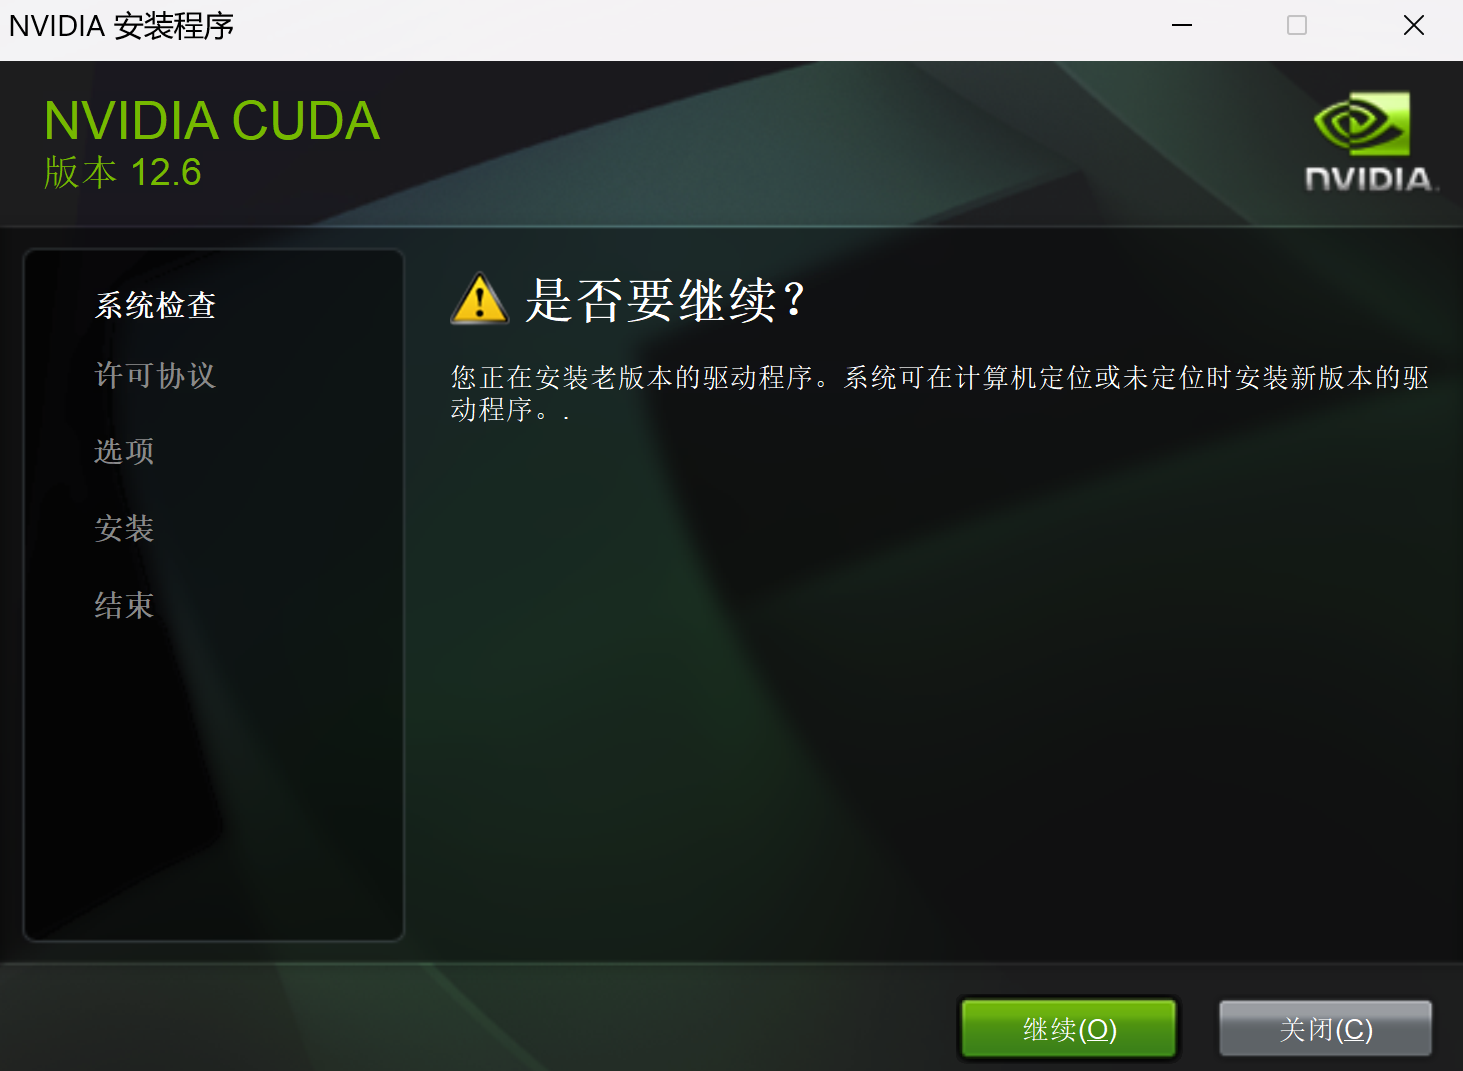 NVIDIA 安装程序
NVIDIA CUDA
版本 12.6
NVIDIA.
系统检查
许可协议
选项
安装
结束
是否要继续？
您正在安装老版本的驱动程序。系统可在计算机定位或未定位时安装新版本的驱
动程序。.
继续(O)
关闭(C)